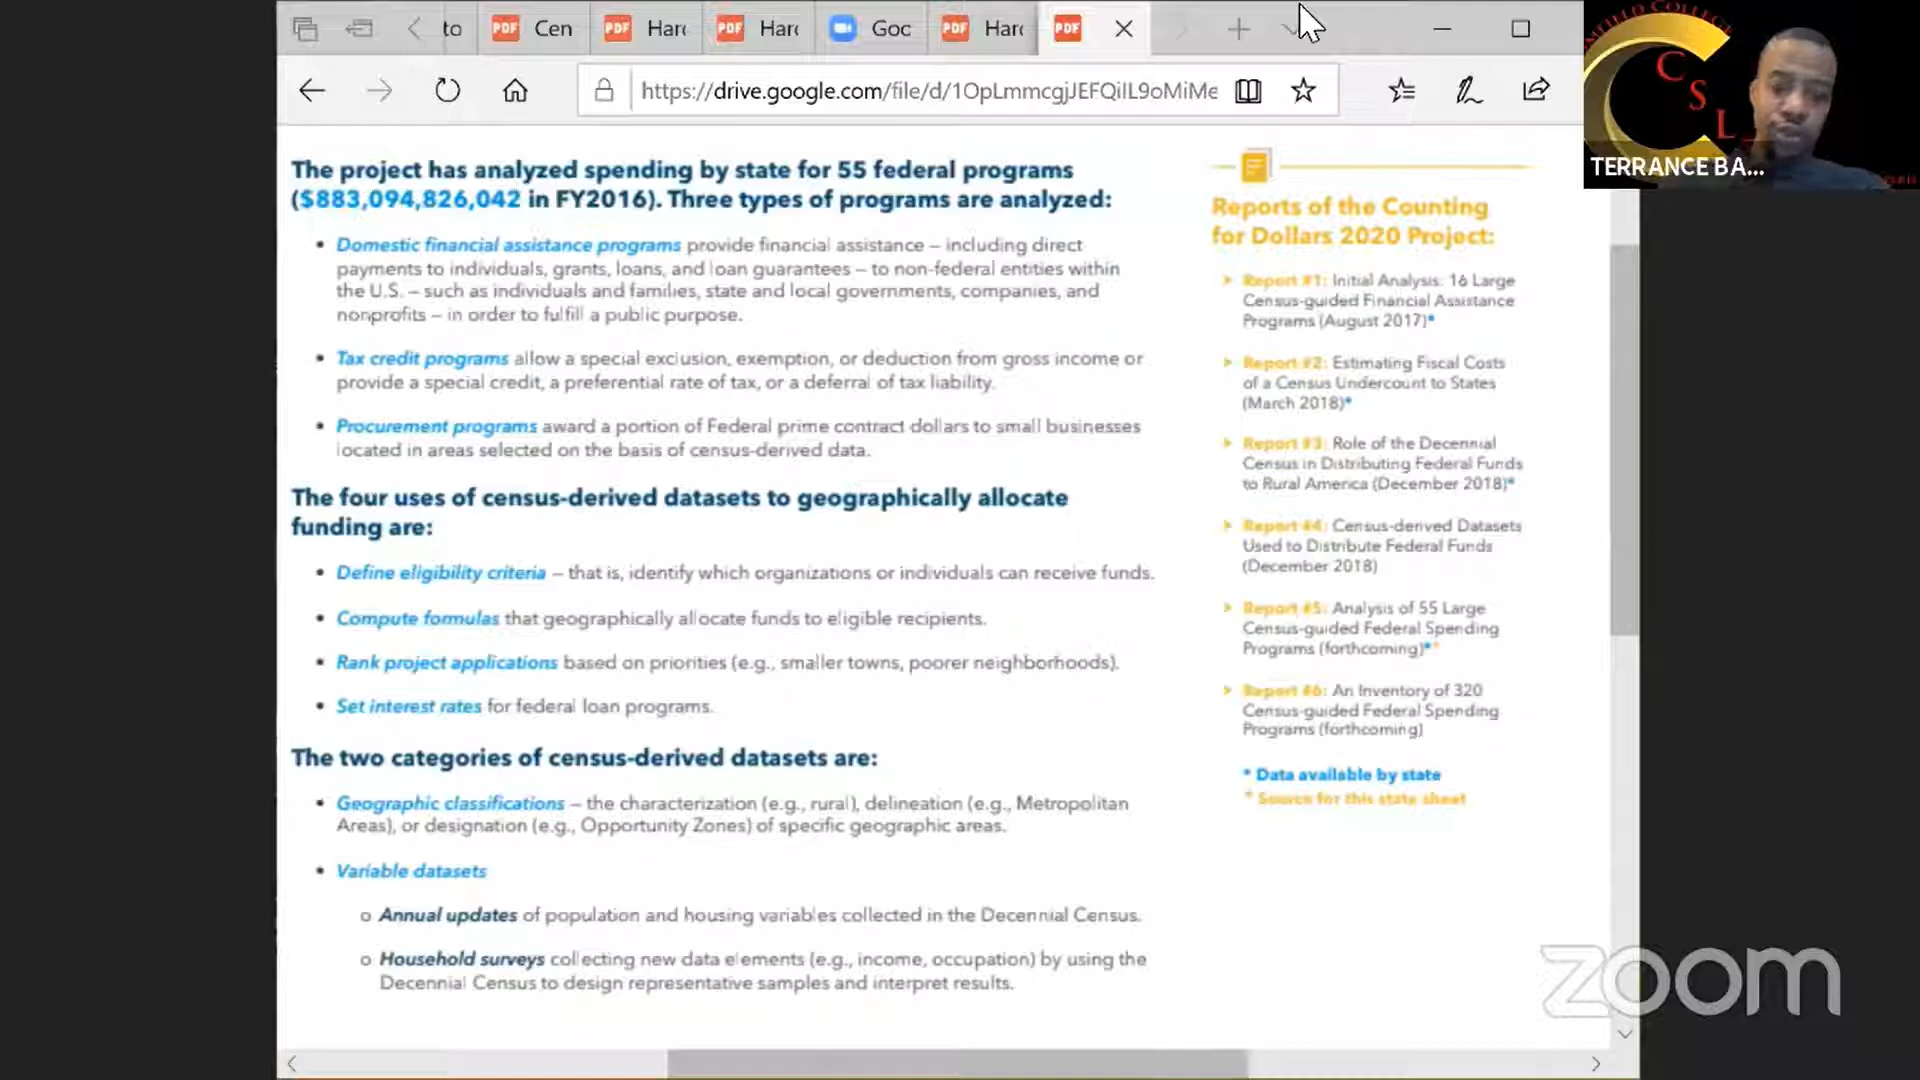 to
PDF Cen
PDF Har
PDF Har
Goc
PDF Har
PDF
https://drive.google.com/file/d/1OpLmmcgjJEFQiIL9oMiMe
C
S
L
TERRANCE BA...
The project has analyzed spending by state for 55 federal programs
($883,094,826,042 in FY2016). Three types of programs are analyzed:
• Domestic financial assistance programs provide financial assistance – including direct
payments to individuals, grants, loans, and loan guarantees – to non-federal entities within
the U.S. – such as individuals and families, state and local governments, companies, and
nonprofits – in order to fulfill a public purpose.
• Tax credit programs allow a special exclusion, exemption, or deduction from gross income or
provide a special credit, a preferential rate of tax, or a deferral of tax liability.
• Procurement programs award a portion of Federal prime contract dollars to small businesses
located in areas selected on the basis of census-derived data.
The four uses of census-derived datasets to geographically allocate
funding are:
• Define eligibility criteria – that is, identify which organizations or individuals can receive funds.
• Compute formulas that geographically allocate funds to eligible recipients.
• Rank project applications based on priorities (e.g., smaller towns, poorer neighborhoods).
• Set interest rates for federal loan programs.
The two categories of census-derived datasets are:
• Geographic classifications – the characterization (e.g., rural), delineation (e.g., Metropolitan
Areas), or designation (e.g., Opportunity Zones) of specific geographic areas.
• Variable datasets
o Annual updates of population and housing variables collected in the Decennial Census.
o Household surveys collecting new data elements (e.g., income, occupation) by using the
Decennial Census to design representative samples and interpret results.
Reports of the Counting
for Dollars 2020 Project:
Report #1: Initial Analysis: 16 Large
Census-guided Financial Assistance
Programs (August 2017)*
Report #2: Estimating Fiscal Costs
of a Census Undercount to States
(March 2018)*
Report #3: Role of the Decennial
Census in Distributing Federal Funds
to Rural America (December 2018)*
Report #4: Census-derived Datasets
Used to Distribute Federal Funds
(December 2018)
Report #5: Analysis of 55 Large
Census-guided Federal Spending
Programs (forthcoming)**
Report #6: An Inventory of 320
Census-guided Federal Spending
Programs (forthcoming)
* Data available by state
* Source for this state sheet
zoom